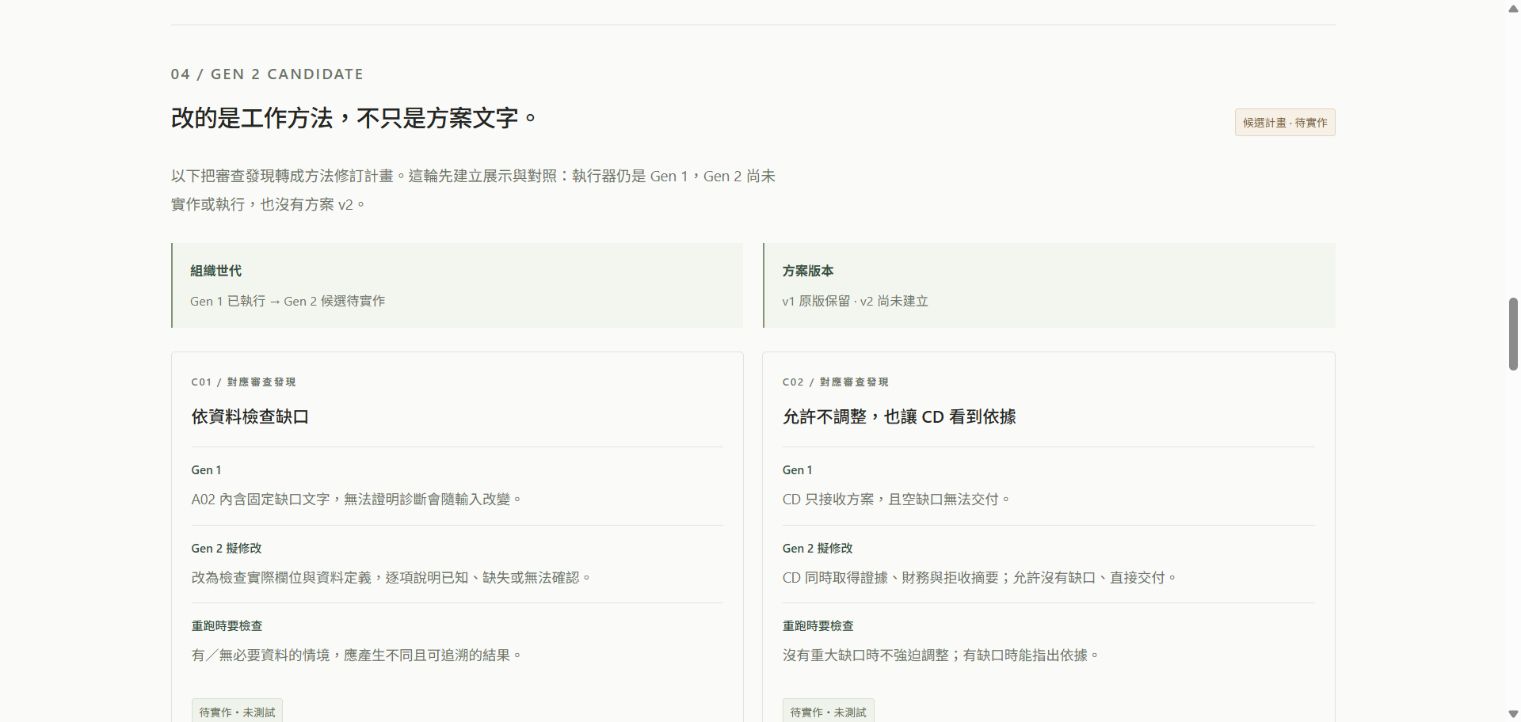 04 / GEN 2 CANDIDATE
改的是工作方法，不只是方案文字。
候選計畫 · 待實作
以下把審查發現轉成方法修訂計畫。這輪先建立展示與對照：執行器仍是 Gen 1，Gen 2 尚未
實作或執行，也沒有方案 v2。
組織世代
Gen 1 已執行 → Gen 2 候選待實作
方案版本
v1 原版保留 · v2 尚未建立
C01 / 對應審查發現
依資料檢查缺口
Gen 1
A02 內含固定缺口文字，無法證明診斷會隨輸入改變。
Gen 2 擬修改
改為檢查實際欄位與資料定義，逐項說明已知、缺失或無法確認。
重跑時要檢查
有／無必要資料的情境，應產生不同且可追溯的結果。
待實作・未測試
C02 / 對應審查發現
允許不調整，也讓 CD 看到依據
Gen 1
CD 只接收方案，且空缺口無法交付。
Gen 2 擬修改
CD 同時取得證據、財務與拒收摘要；允許沒有缺口、直接交付。
重跑時要檢查
沒有重大缺口時不強迫調整；有缺口時能指出依據。
待實作・未測試